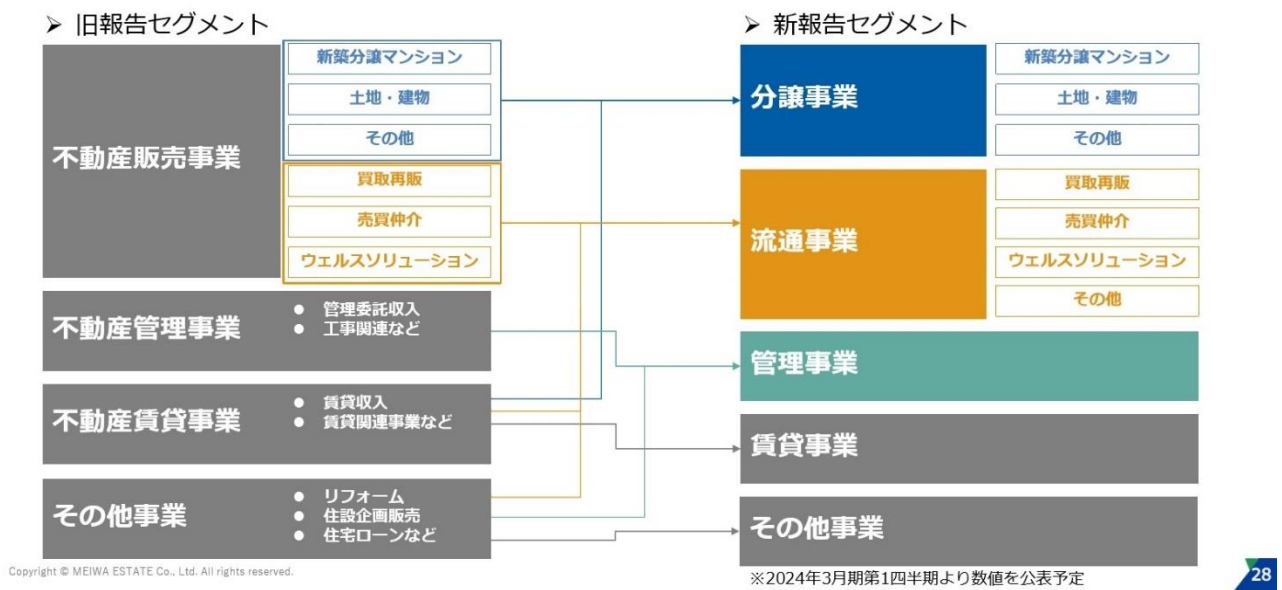 ➢ 旧報告セグメント
不動産販売事業
新築分譲マンション
土地・建物
その他
買取再販
売買仲介
ウェルスソリューション
不動産管理事業
● 管理委託収入
● 工事関連など
不動産賃貸事業
● 賃貸収入
● 賃貸関連事業など
その他事業
● リフォーム
● 住設企画販売
● 住宅ローンなど
➢ 新報告セグメント
分譲事業
新築分譲マンション
土地・建物
その他
流通事業
買取再販
売買仲介
ウェルスソリューション
その他
管理事業
賃貸事業
その他事業
※2024年3月期第1四半期より数値を公表予定
Copyright © MEIWA ESTATE Co., Ltd. All rights reserved.
28